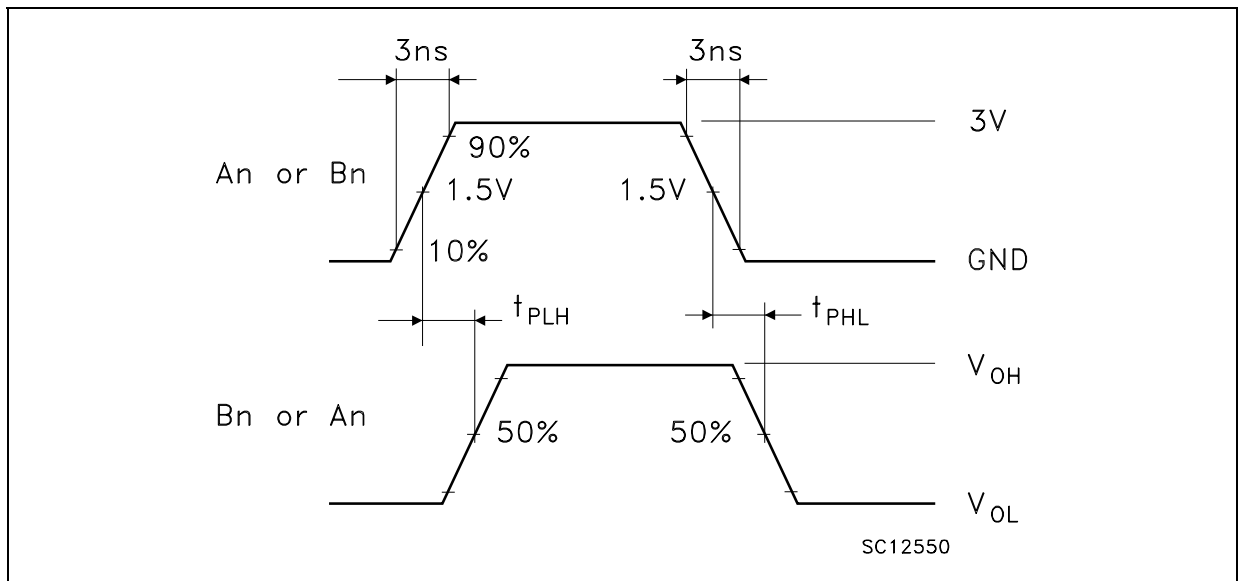 3ns 3ns
3V
90%
An or Bn
1.5V 1.5V
10%
GND
tPLH tPHL
VOH
Bn or An
50% 50%
VOL
SC12550